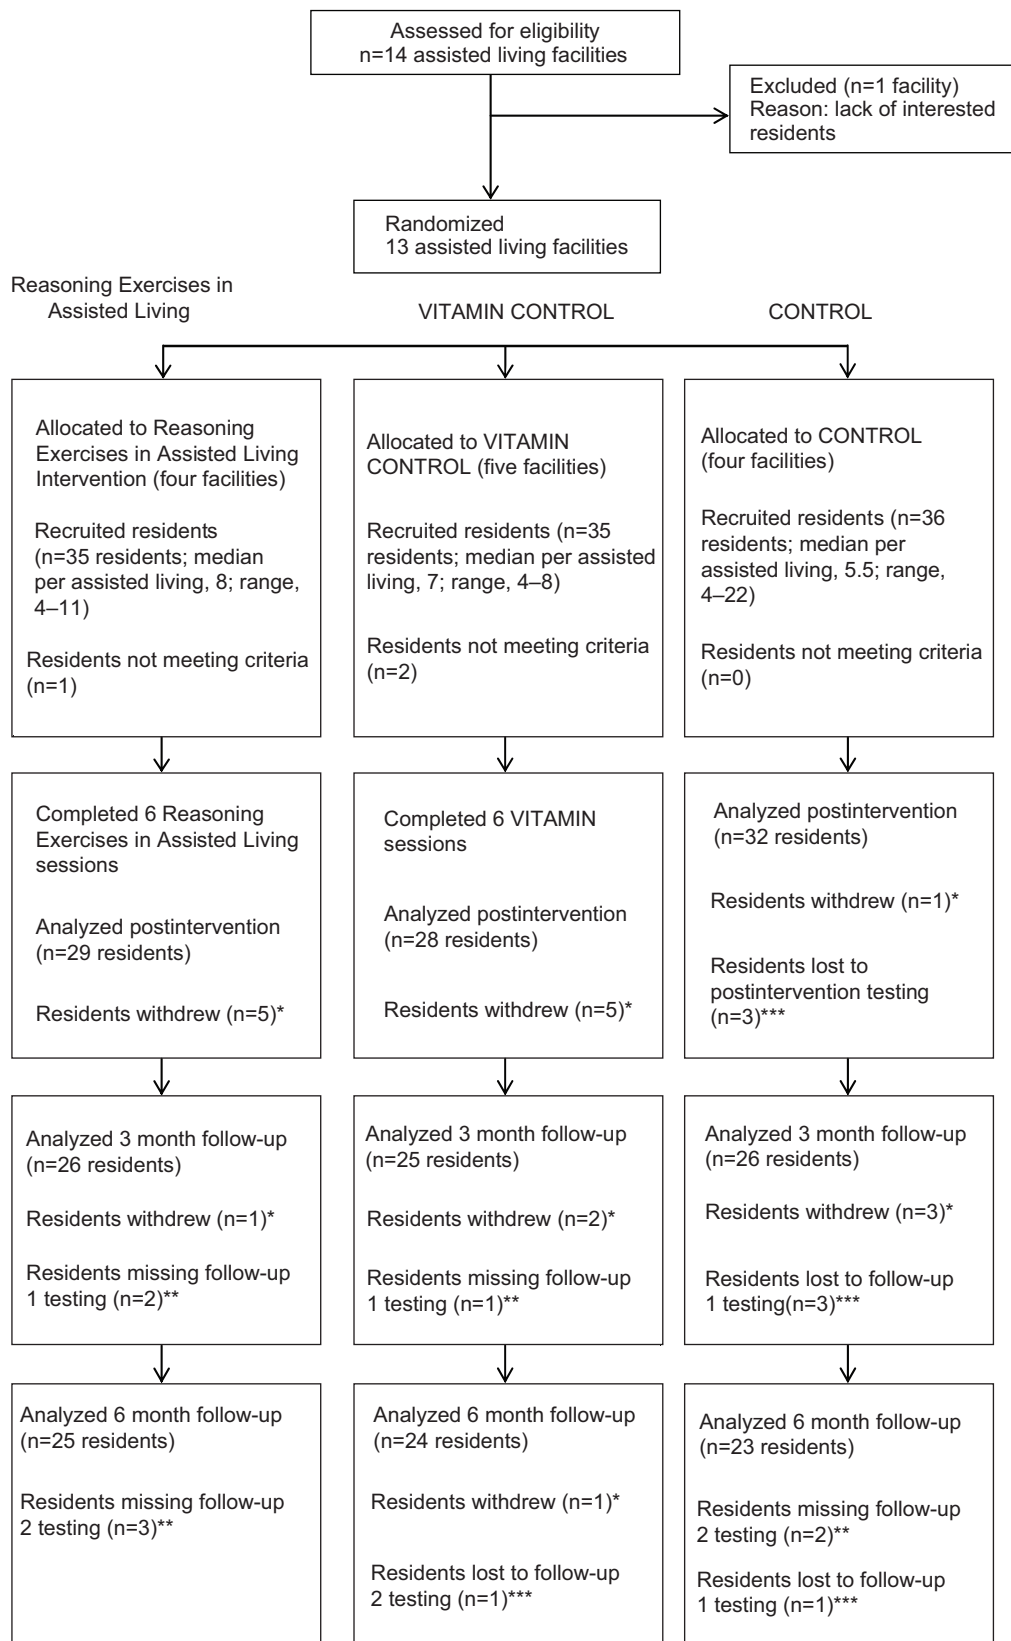 Assessed for eligibility
n=14 assisted living facilities
Excluded (n=1 facility)
Reason: lack of interested
residents
Randomized
13 assisted living facilities
Reasoning Exercises in
Assisted Living
VITAMIN CONTROL
CONTROL
Allocated to Reasoning
Exercises in Assisted Living
Intervention (four facilities)
Recruited residents
(n=35 residents; median
per assisted living, 8; range,
4–11)
Residents not meeting criteria
(n=1)
Allocated to VITAMIN
CONTROL (five facilities)
Recruited residents (n=35
residents; median per assisted
living, 7; range, 4–8)
Residents not meeting criteria
(n=2)
Allocated to CONTROL
(four facilities)
Recruited residents (n=36
residents; median per
assisted living, 5.5; range,
4–22)
Residents not meeting criteria
(n=0)
Completed 6 Reasoning
Exercises in Assisted Living
sessions
Analyzed postintervention
(n=29 residents)
Residents withdrew (n=5)*
Completed 6 VITAMIN
sessions
Analyzed postintervention
(n=28 residents)
Residents withdrew (n=5)*
Analyzed postintervention
(n=32 residents)
Residents withdrew (n=1)*
Residents lost to
postintervention testing
(n=3)***
Analyzed 3 month follow-up
(n=26 residents)
Residents withdrew (n=1)*
Residents missing follow-up
1 testing (n=2)**
Analyzed 3 month follow-up
(n=25 residents)
Residents withdrew (n=2)*
Residents missing follow-up
1 testing (n=1)**
Analyzed 3 month follow-up
(n=26 residents)
Residents withdrew (n=3)*
Residents lost to follow-up
1 testing(n=3)***
Analyzed 6 month follow-up
(n=25 residents)
Residents missing follow-up
2 testing (n=3)**
Analyzed 6 month follow-up
(n=24 residents)
Residents withdrew (n=1)*
Residents lost to follow-up
2 testing (n=1)***
Analyzed 6 month follow-up
(n=23 residents)
Residents missing follow-up
2 testing (n=2)**
Residents lost to follow-up
1 testing (n=1)***